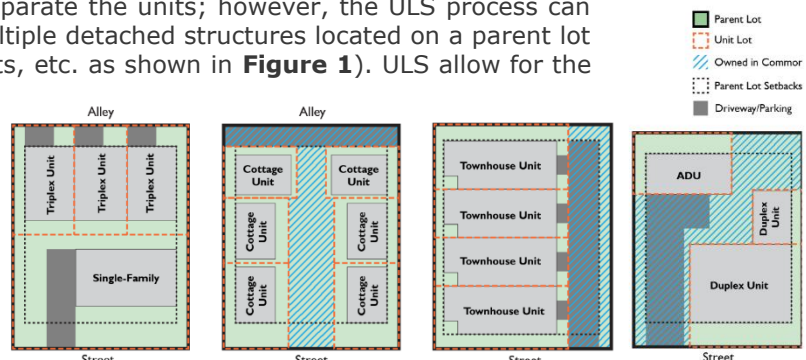 parate the units; however, the ULS process can
ultiple detached structures located on a parent lot
ts, etc. as shown in Figure 1). ULS allow for the
Parent Lot
Unit Lot
Owned in Common
Parent Lot Setbacks
Driveway/Parking
Alley
Triplex Unit
Triplex Unit
Triplex Unit
Single-Family
Street
Alley
Cottage
Unit
Cottage
Unit
Cottage
Unit
Cottage
Unit
Cottage
Unit
Cottage
Unit
Street
Townhouse Unit
Townhouse Unit
Townhouse Unit
Townhouse Unit
Street
ADU
Duplex
Unit
Duplex Unit
Street